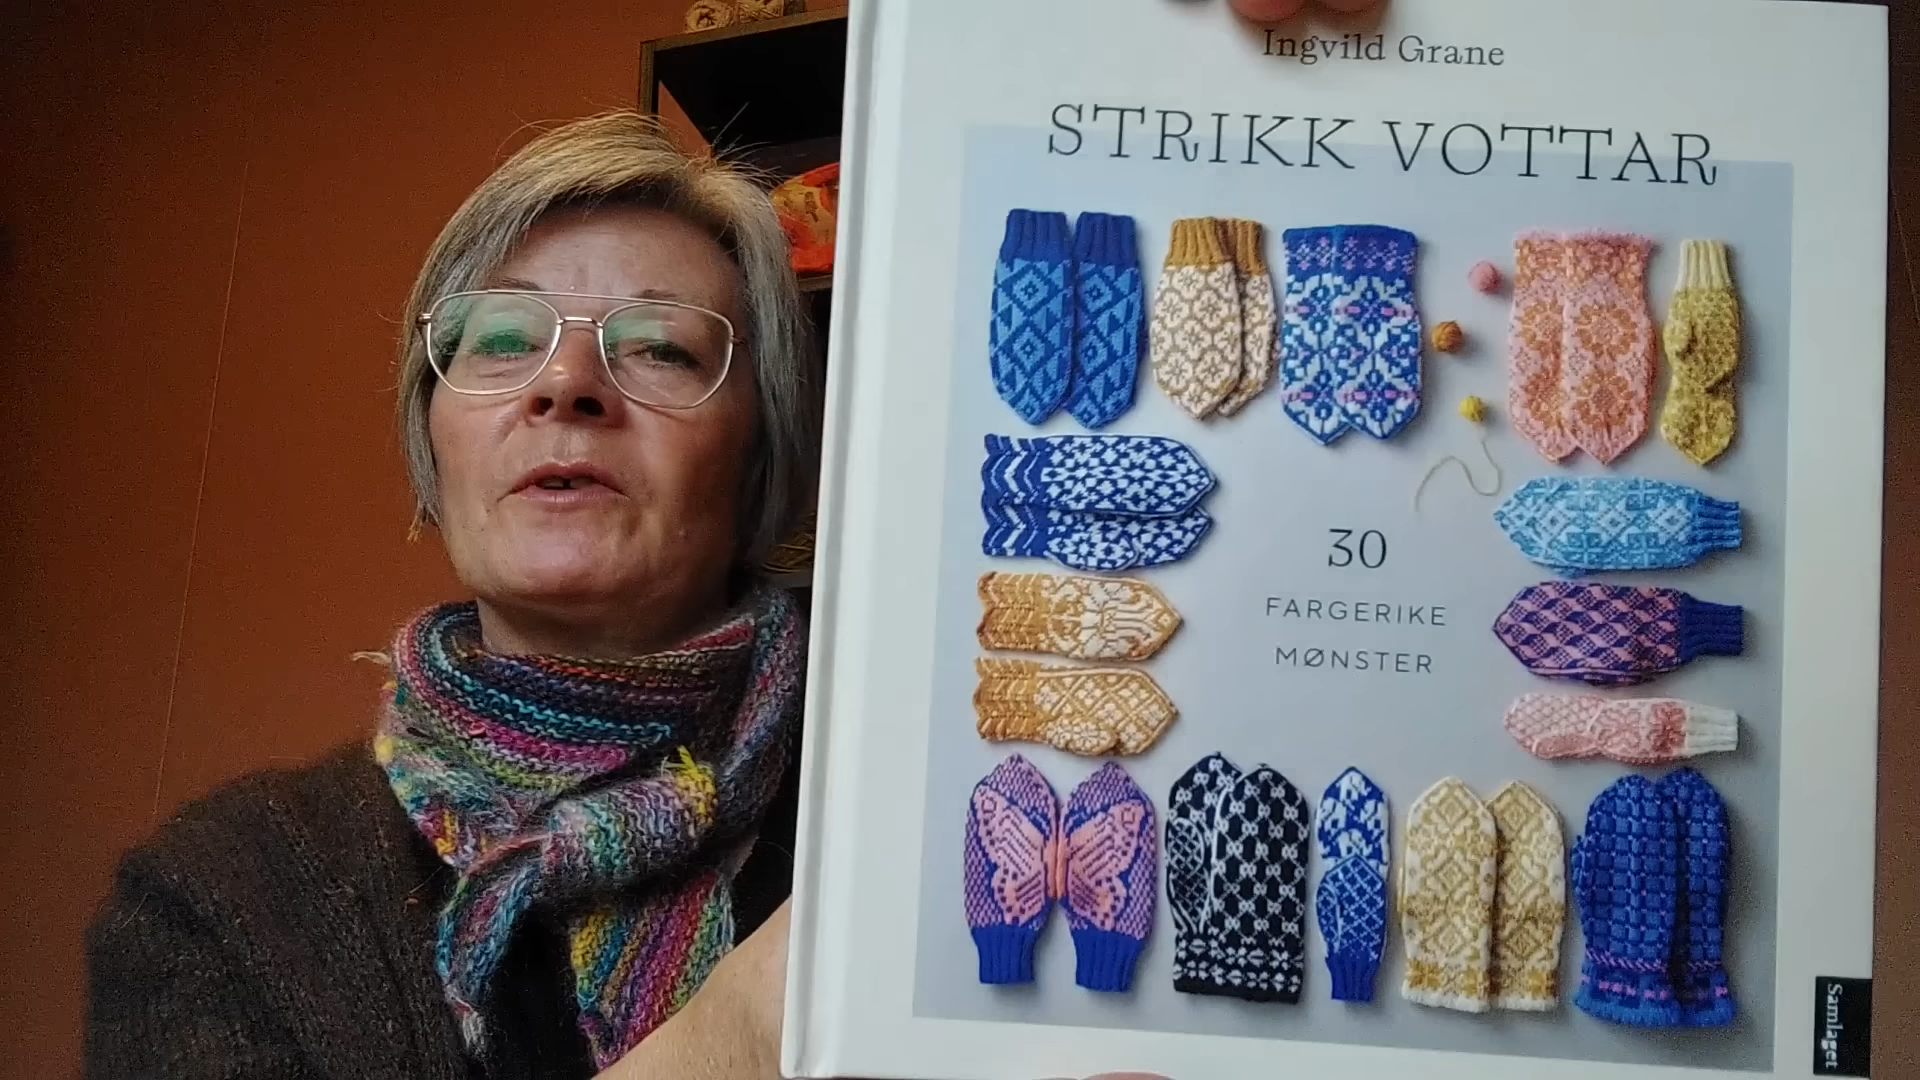 Ingvild Grane
STRIKK VOTTAR
30
FARGERIKE
MØNSTER
Samlaget